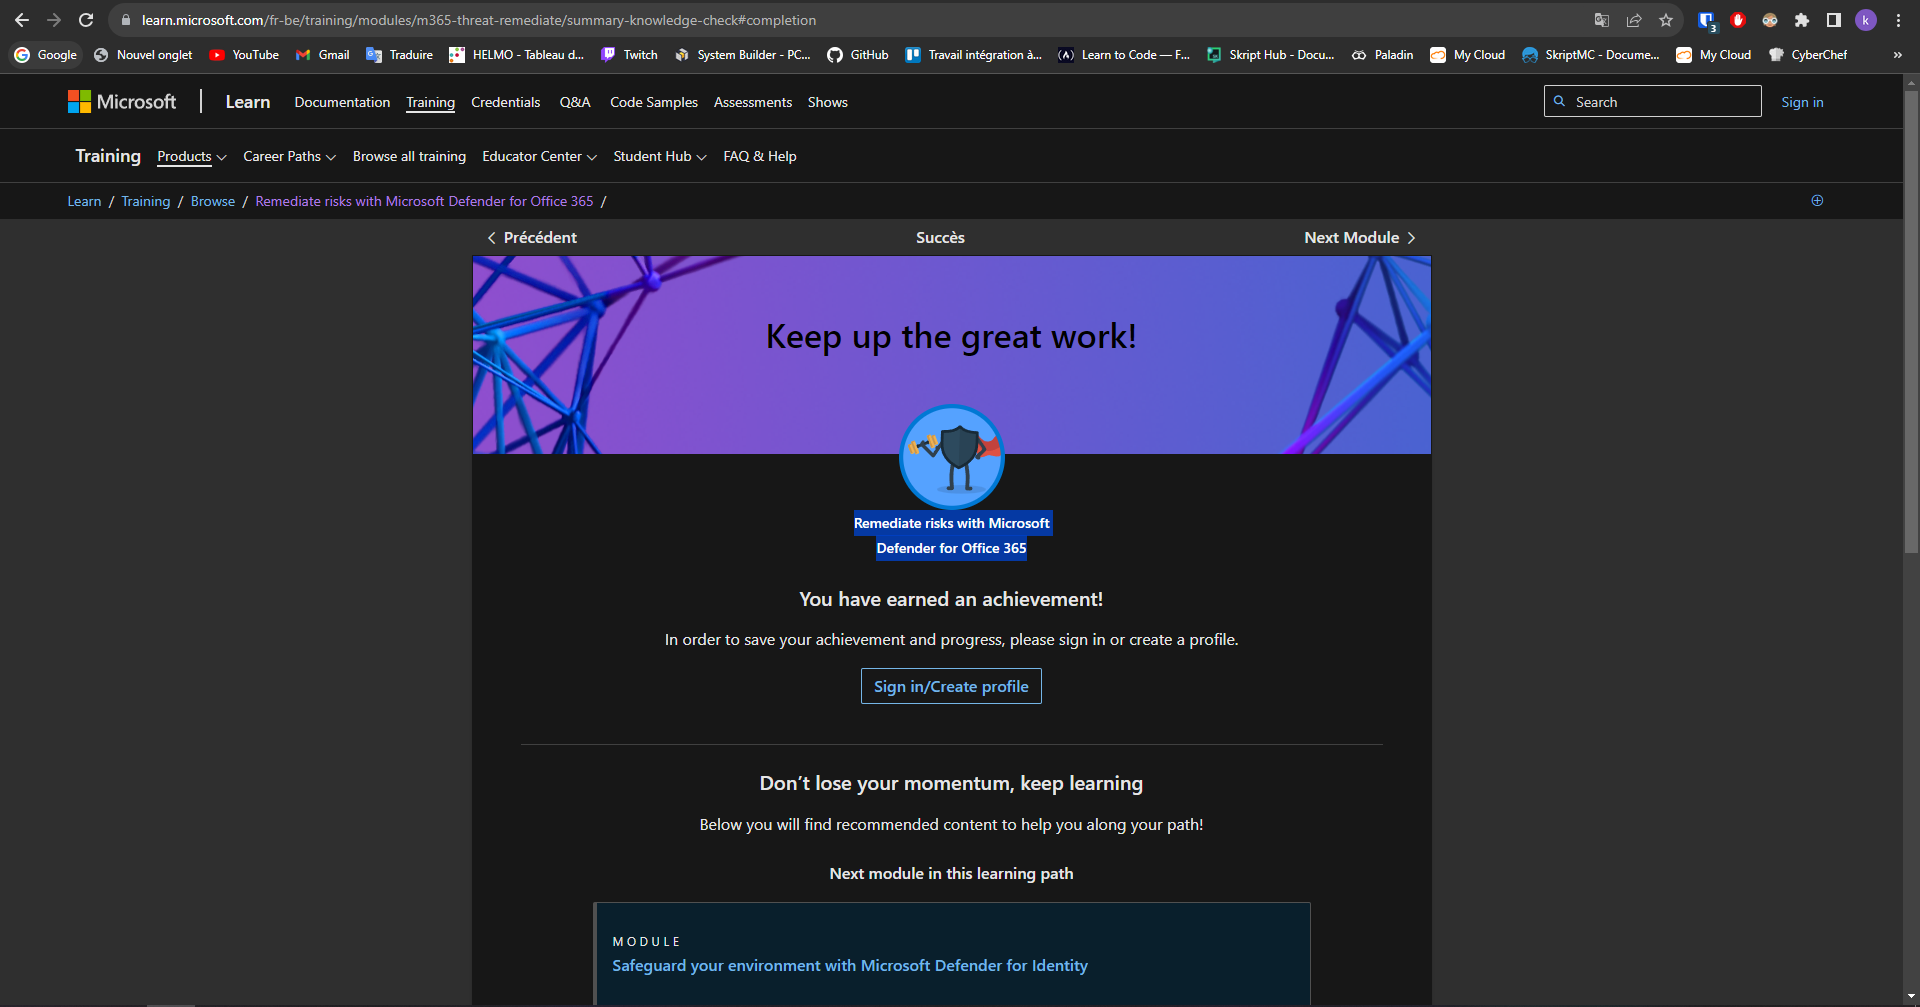 learn.microsoft.com/fr-be/training/modules/m365-threat-remediate/summary-knowledge-check#completion
3
k
Google Nouvel onglet YouTube Gmail Traduire HELMO - Tableau d... Twitch System Builder - PC... GitHub Travail intégration à... Learn to Code — F... Skript Hub - Docu... Paladin My Cloud SkriptMC - Docume... My Cloud CyberChef »
Microsoft Learn Documentation Training Credentials Q&A Code Samples Assessments Shows Search Sign in
Training Products Career Paths Browse all training Educator Center Student Hub FAQ & Help
Learn / Training / Browse / Remediate risks with Microsoft Defender for Office 365 /
Précédent Succès Next Module
Keep up the great work!
Remediate risks with Microsoft
Defender for Office 365
You have earned an achievement!
In order to save your achievement and progress, please sign in or create a profile.
Sign in/Create profile
Don’t lose your momentum, keep learning
Below you will find recommended content to help you along your path!
Next module in this learning path
MODULE
Safeguard your environment with Microsoft Defender for Identity